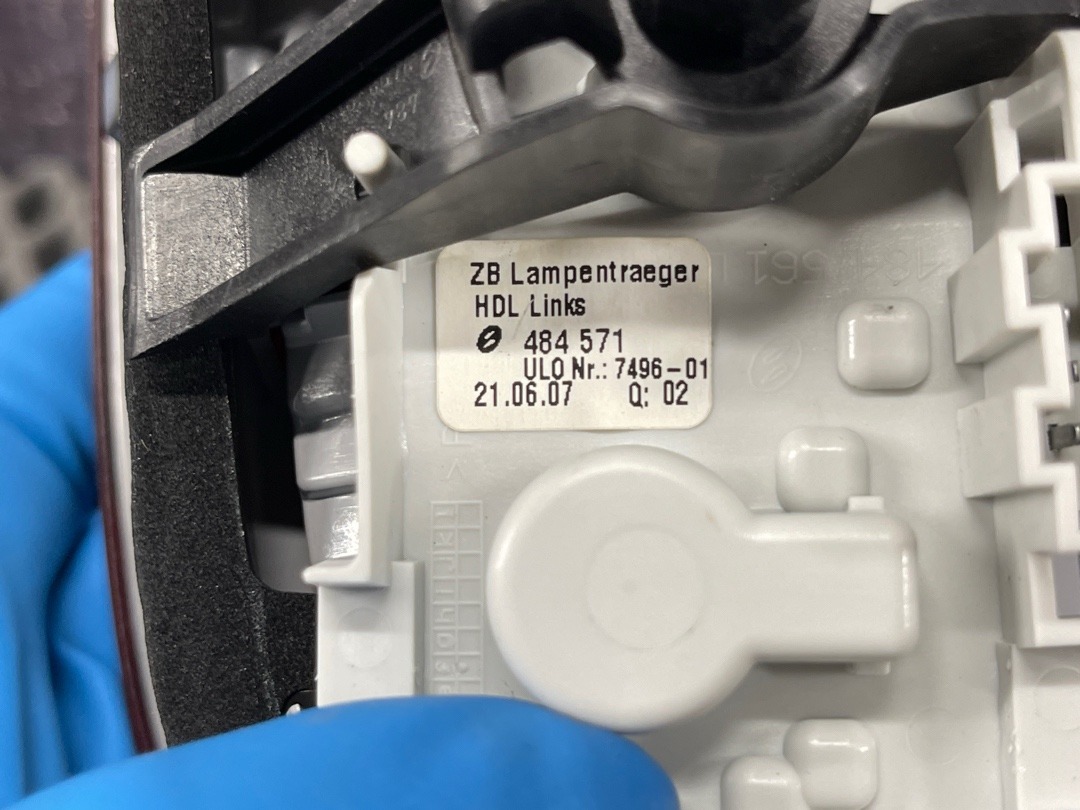 ZB Lampentraeger
HDL Links
484 571
ULO Nr.: 7496-01
21.06.07 Q: 02